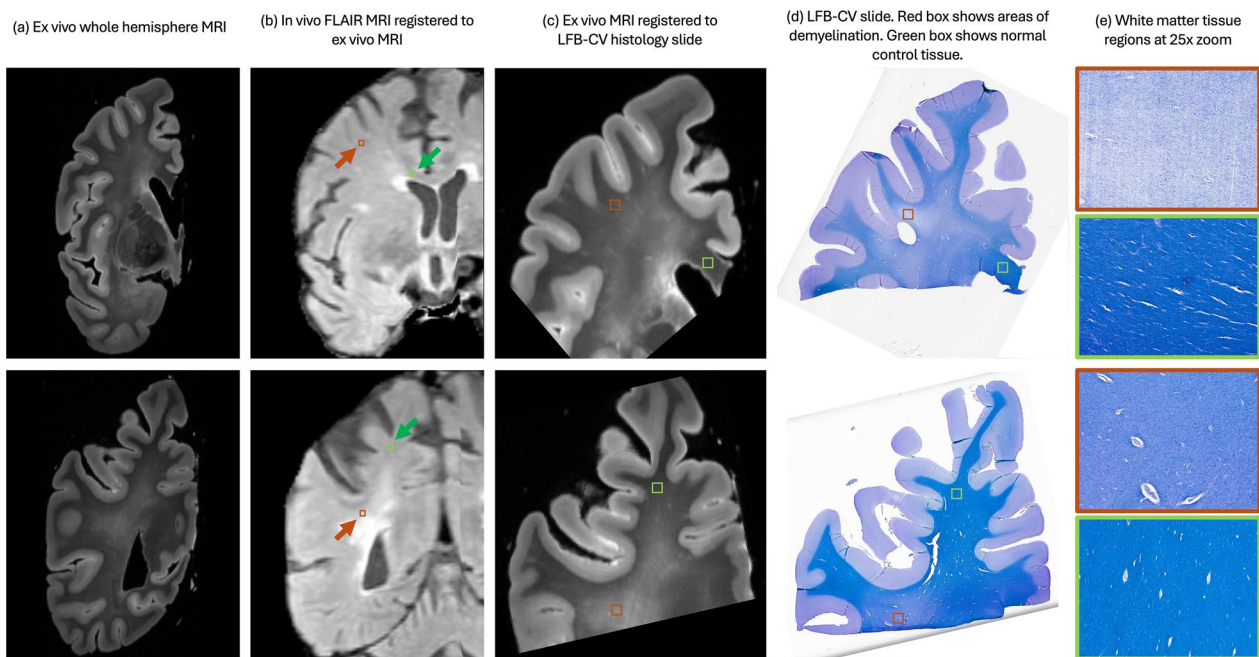 (a) Ex vivo whole hemisphere MRI
(b) In vivo FLAIR MRI registered to
ex vivo MRI
(c) Ex vivo MRI registered to
LFB-CV histology slide
(d) LFB-CV slide. Red box shows areas of
demyelination. Green box shows normal
control tissue.
(e) White matter tissue
regions at 25x zoom